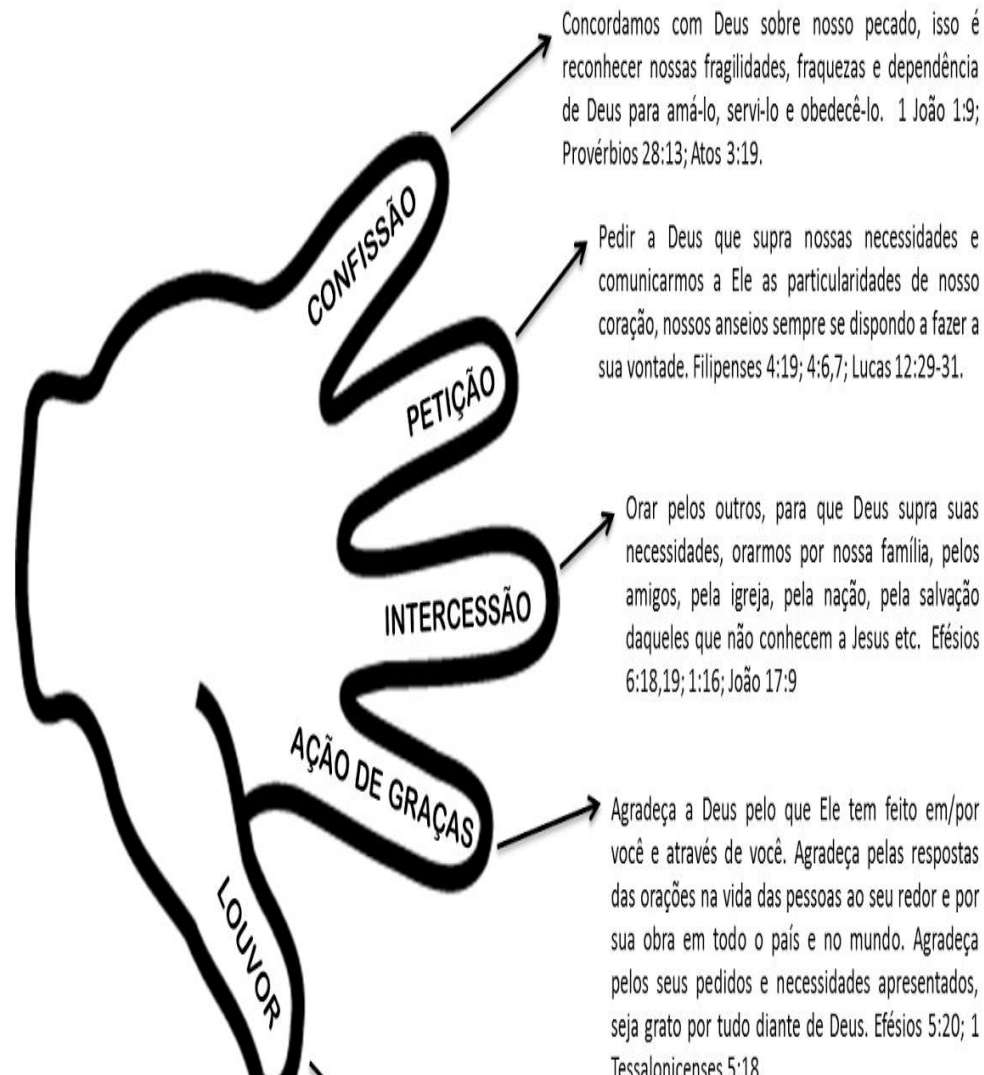 Concordamos com Deus sobre nosso pecado, isso é
reconhecer nossas fragilidades, fraquezas e dependência
de Deus para amá-lo, servi-lo e obedecê-lo. 1 João 1:9;
Provérbios 28:13; Atos 3:19.
CONFISSÃO
Pedir a Deus que supra nossas necessidades e
comunicarmos a Ele as particularidades de nosso
coração, nossos anseios sempre se dispondo a fazer a
sua vontade. Filipenses 4:19; 4:6,7; Lucas 12:29-31.
PETIÇÃO
Orar pelos outros, para que Deus supra suas
necessidades, orarmos por nossa família, pelos
amigos, pela igreja, pela nação, pela salvação
daqueles que não conhecem a Jesus etc. Efésios
6:18,19; 1:16; João 17:9
INTERCESSÃO
AÇÃO DE GRAÇAS
Agradeça a Deus pelo que Ele tem feito em/por
você e através de você. Agradeça pelas respostas
das orações na vida das pessoas ao seu redor e por
sua obra em todo o país e no mundo. Agradeça
pelos seus pedidos e necessidades apresentados,
seja grato por tudo diante de Deus. Efésios 5:20; 1
Tessalonicenses 5:18
LOUVOR